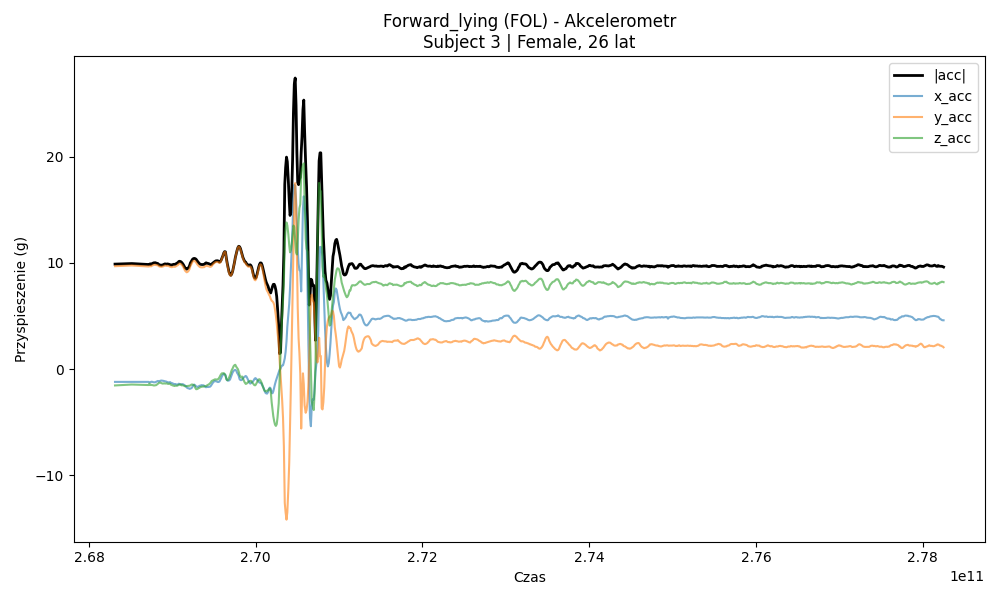 Forward_lying (FOL) - Akcelerometr
Subject 3 | Female, 26 lat
|acc|
x_acc
y_acc
z_acc
Przyspieszenie (g)
20
10
0
−10
2.68
2.70
2.72
2.74
2.76
2.78
1e11
Czas